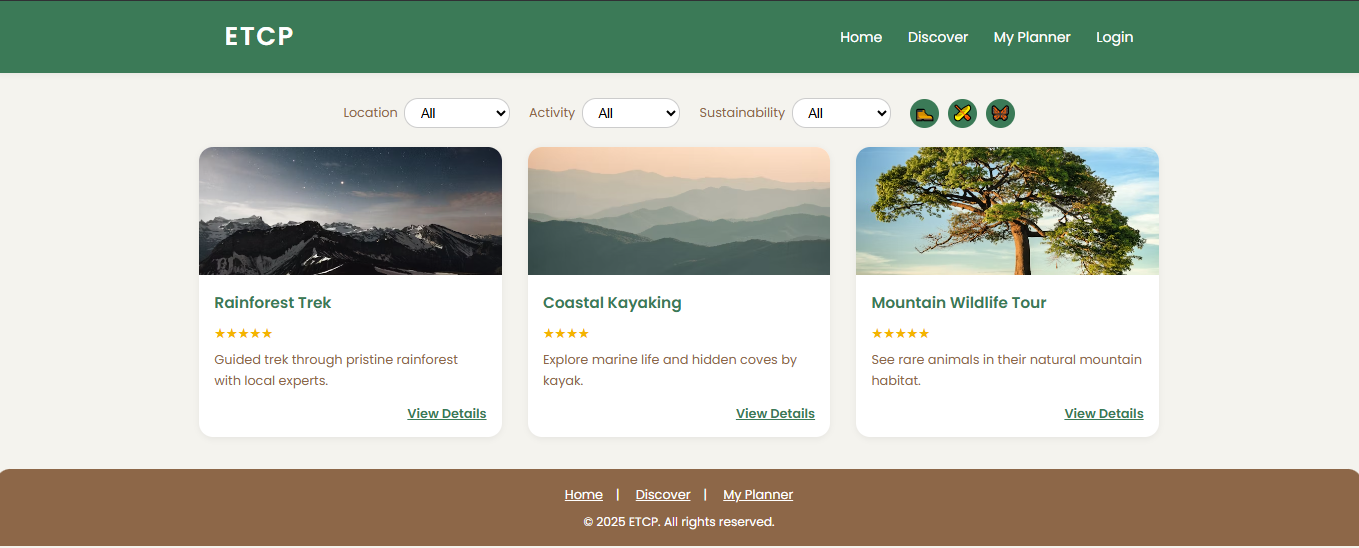 ETCP
Home Discover My Planner Login
Location All Activity All Sustainability All
Rainforest Trek
★★★★★
Guided trek through pristine rainforest
with local experts.
View Details
Coastal Kayaking
★★★★
Explore marine life and hidden coves by
kayak.
View Details
Mountain Wildlife Tour
★★★★★
See rare animals in their natural mountain
habitat.
View Details
Home | Discover | My Planner
© 2025 ETCP. All rights reserved.